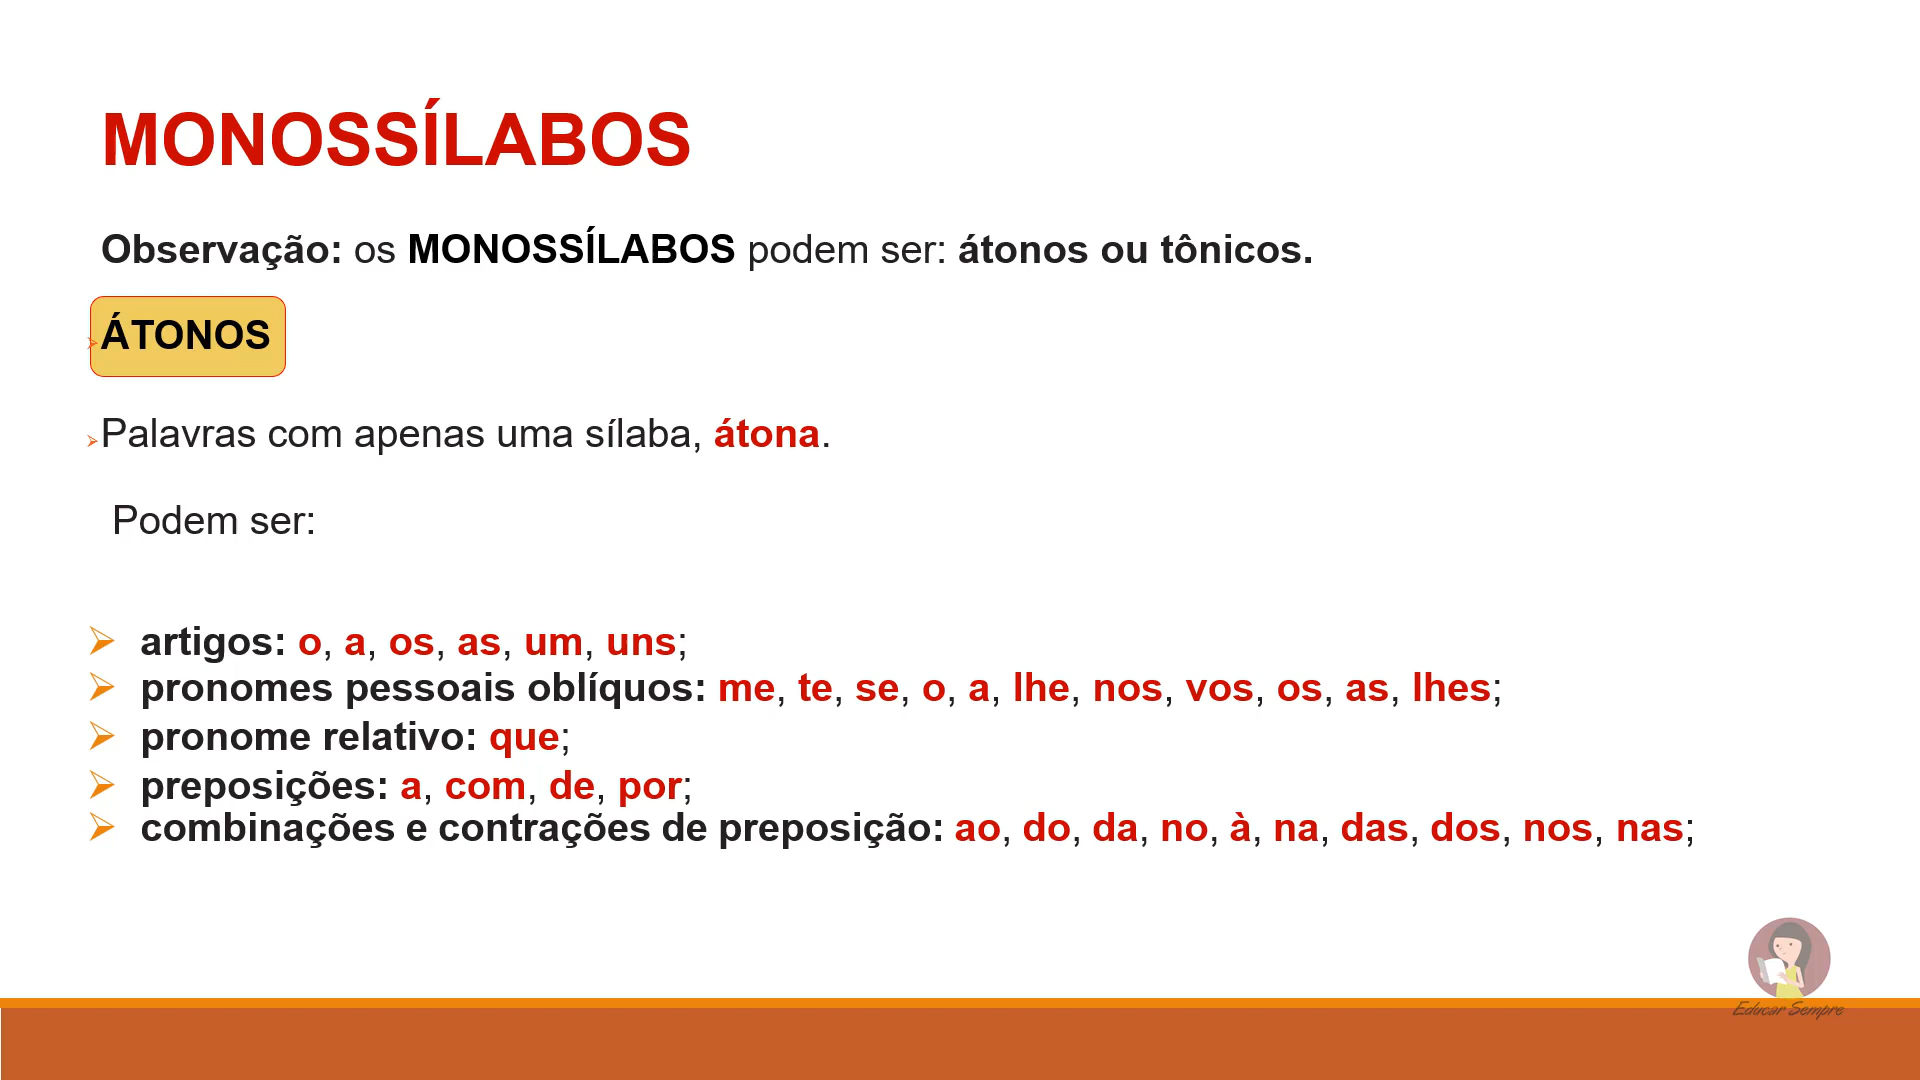 MONOSSÍLABOS
Observação: os MONOSSÍLABOS podem ser: átonos ou tônicos.
ÁTONOS
Palavras com apenas uma sílaba, átona.
Podem ser:
artigos: o, a, os, as, um, uns;
pronomes pessoais oblíquos: me, te, se, o, a, lhe, nos, vos, os, as, lhes;
pronome relativo: que;
preposições: a, com, de, por;
combinações e contrações de preposição: ao, do, da, no, à, na, das, dos, nos, nas;
Educar Sempre